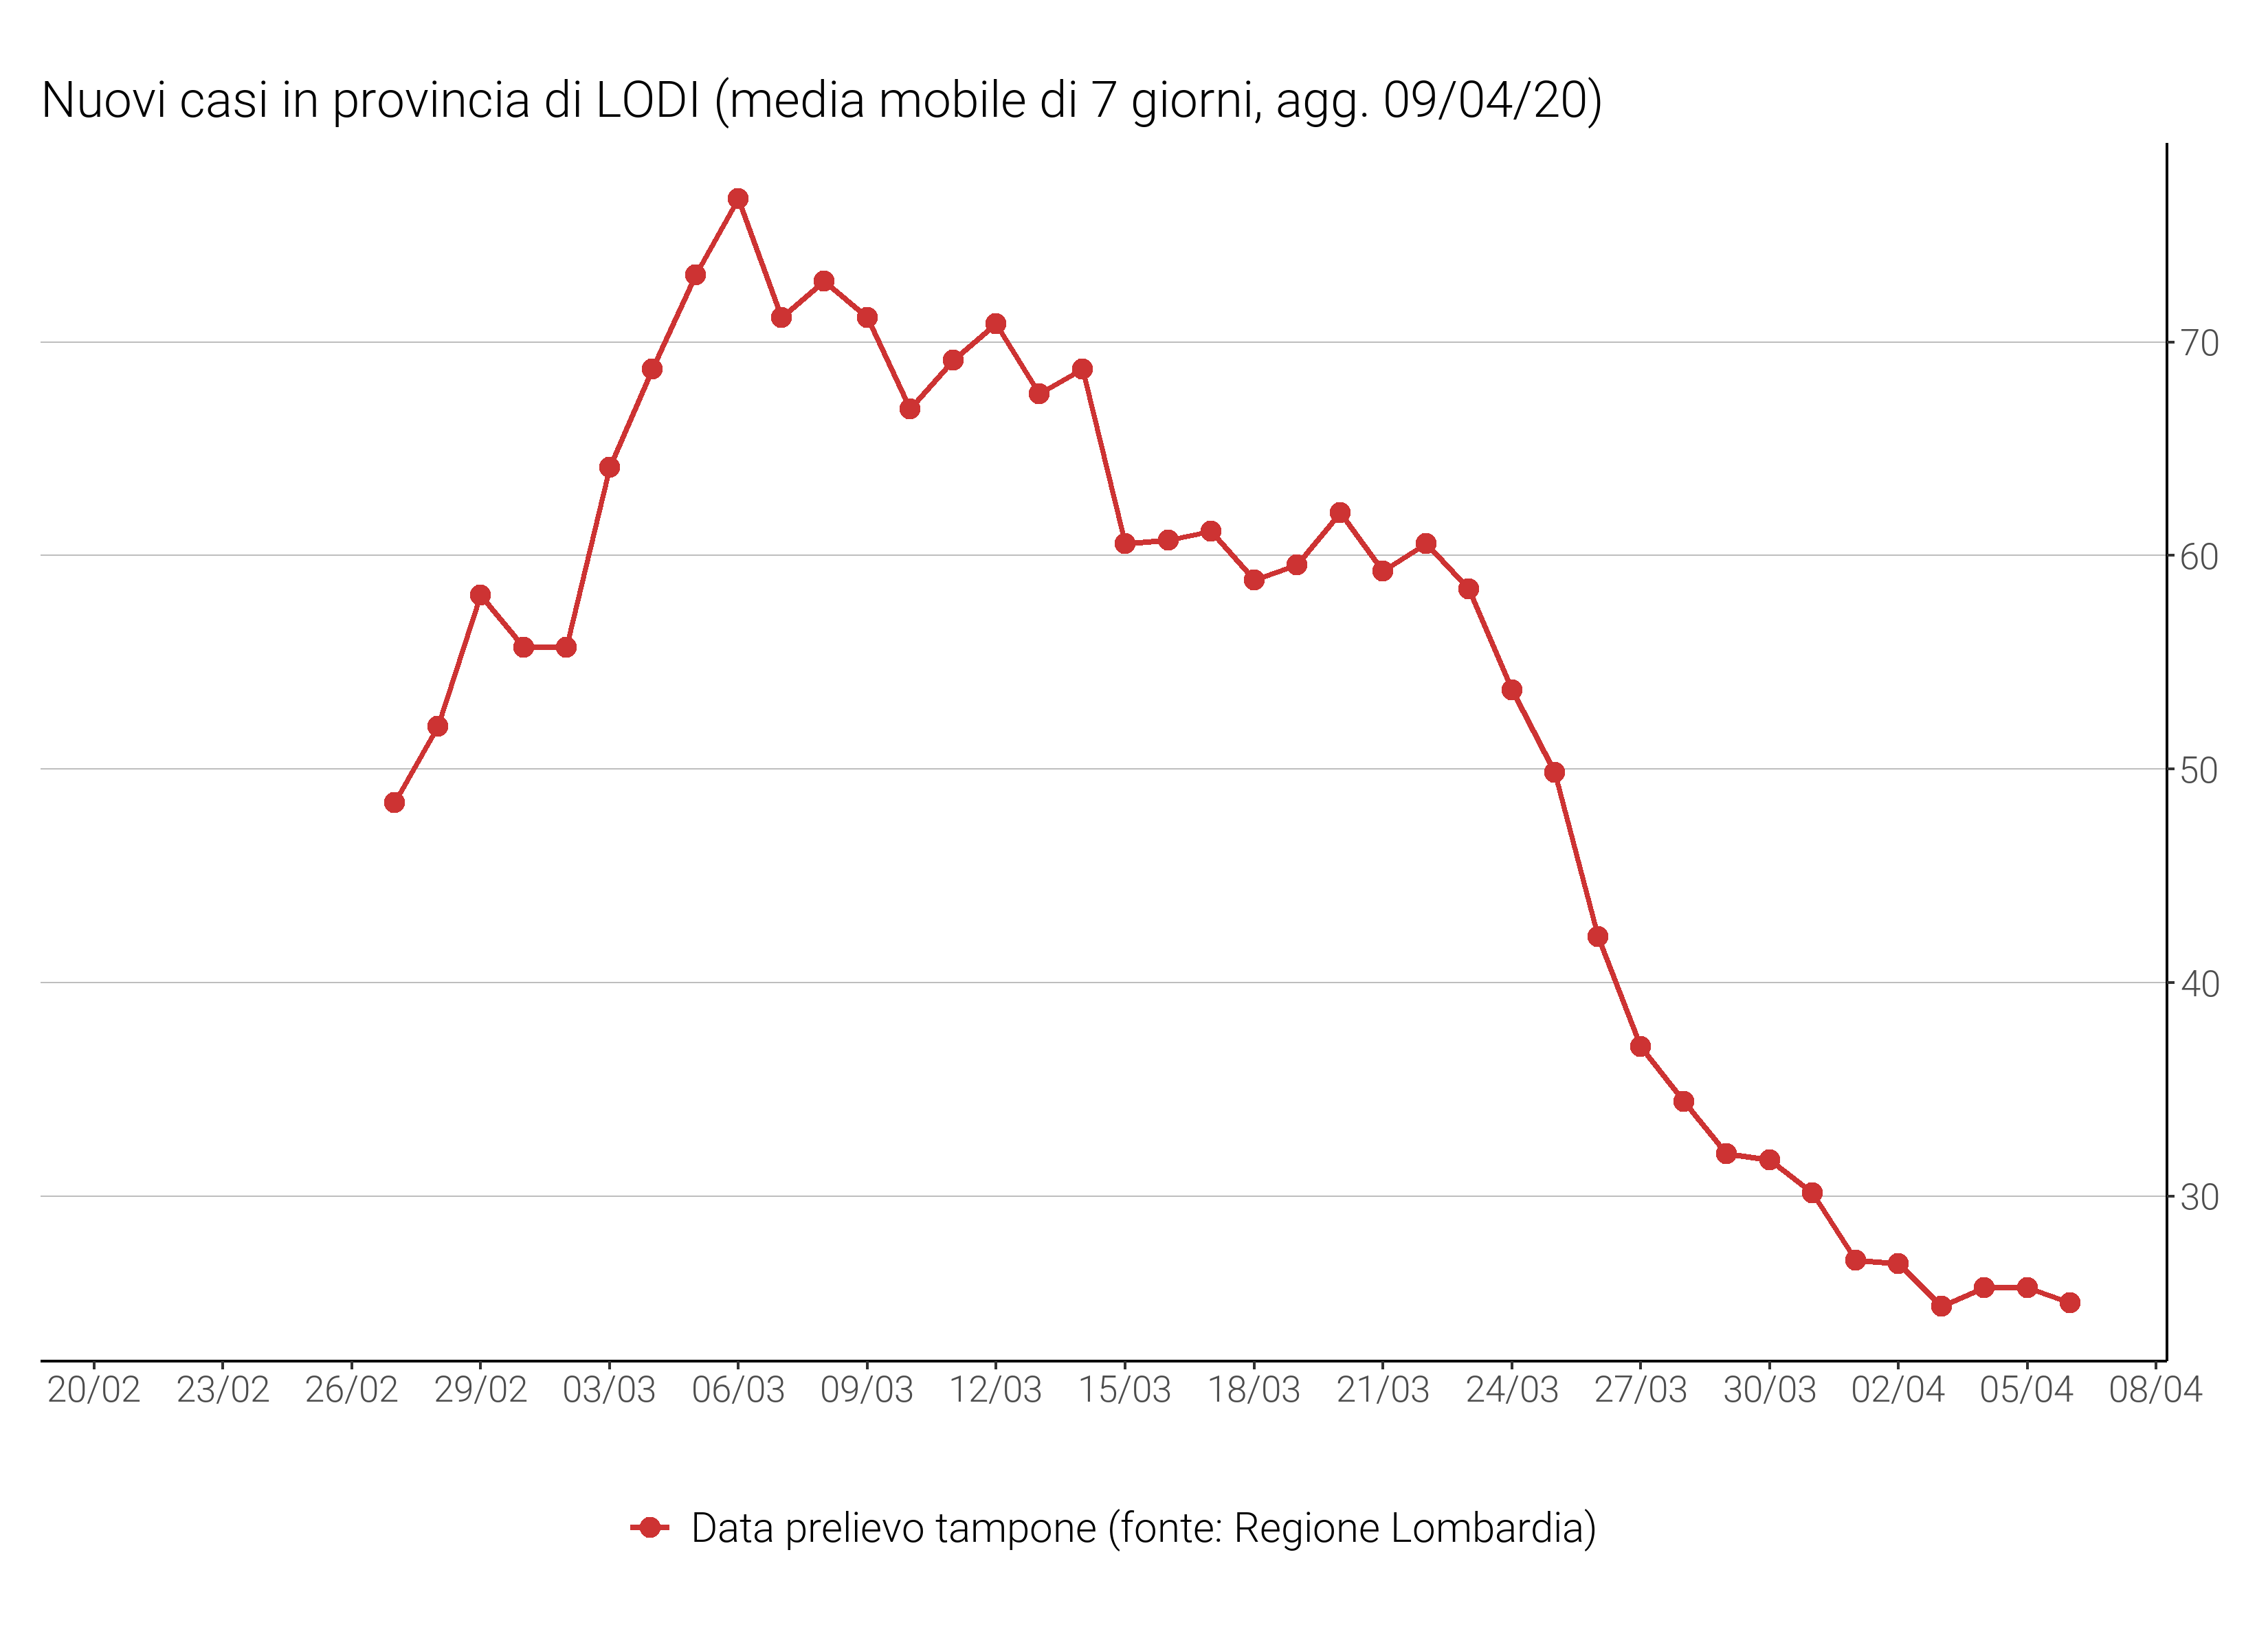 Nuovi casi in provincia di LODI (media mobile di 7 giorni, agg. 09/04/20)
70
60
50
40
30
20/02 23/02 26/02 29/02 03/03 06/03 09/03 12/03 15/03 18/03 21/03 24/03 27/03 30/03 02/04 05/04 08/04
Data prelievo tampone (fonte: Regione Lombardia)